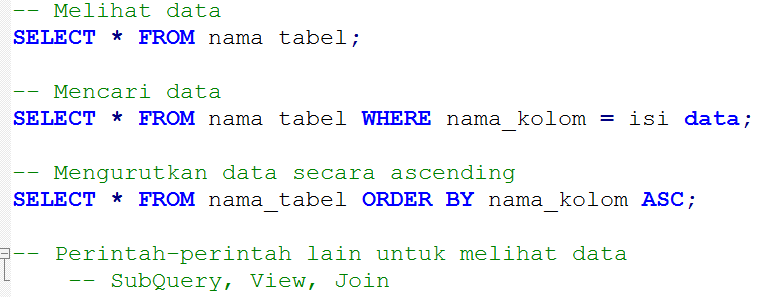 -- Melihat data
SELECT * FROM nama tabel;
-- Mencari data
SELECT * FROM nama tabel WHERE nama_kolom = isi data;
-- Mengurutkan data secara ascending
SELECT * FROM nama_tabel ORDER BY nama_kolom ASC;
-- Perintah-perintah lain untuk melihat data
-- SubQuery, View, Join